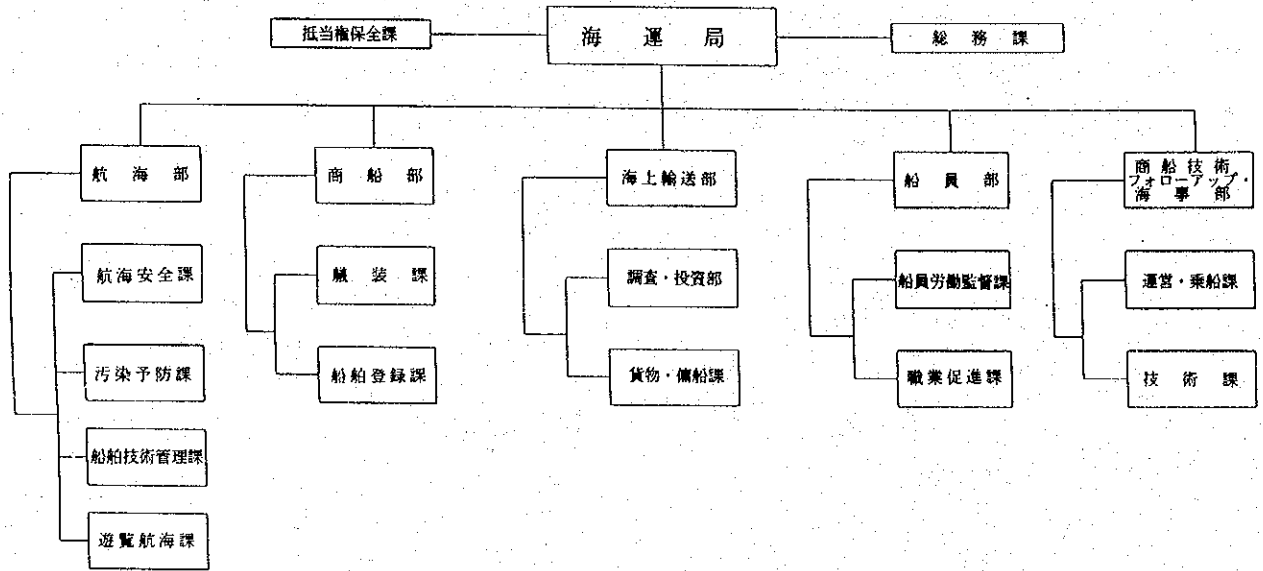 抵当権保全課
海運局
総務課
航海部
商船部
海上輸送部
船員部
商船技術
フォローアップ・
海事部
航海安全課
艤装課
調査・投資部
船員労働監督課
運営・乗船課
汚染予防課
船舶登録課
貨物・傭船課
職業促進課
技術課
船舶技術管理課
遊覧航海課